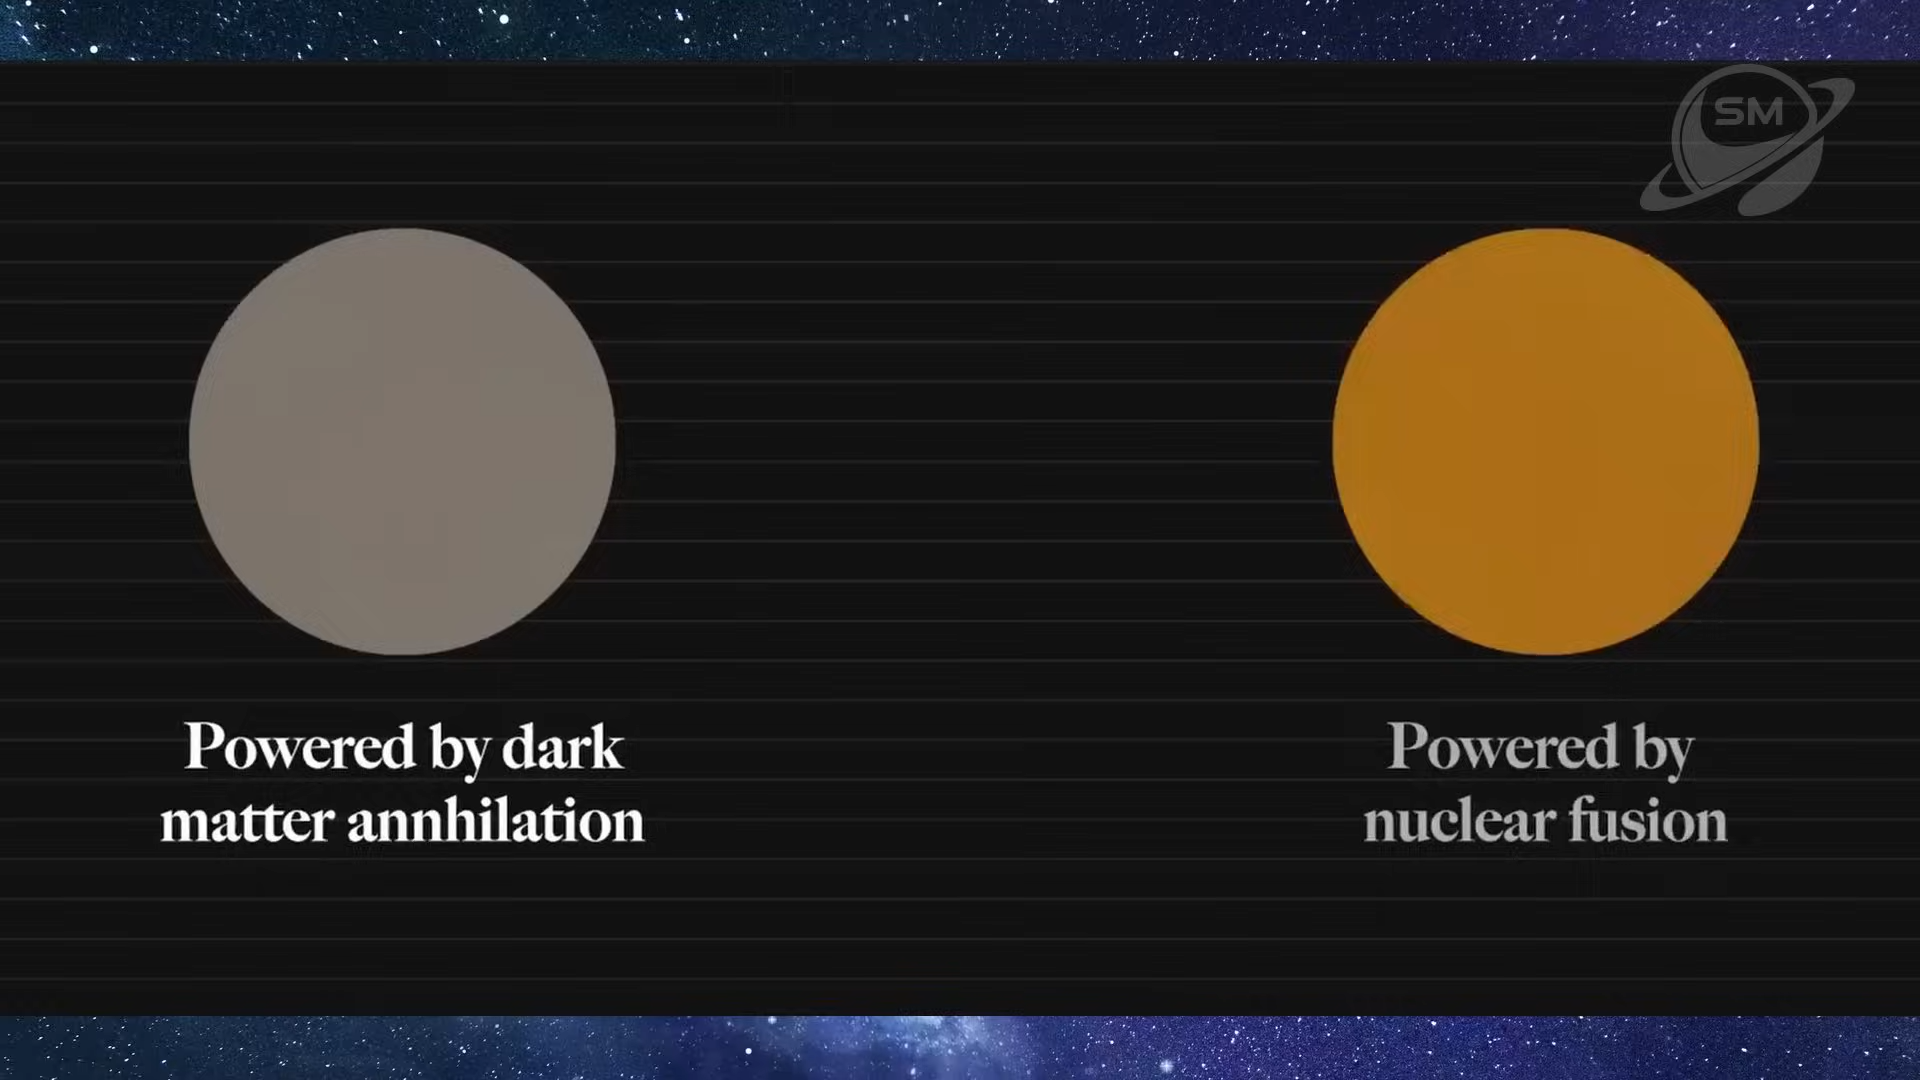 SM
Powered by dark
matter annhilation
Powered by
nuclear fusion